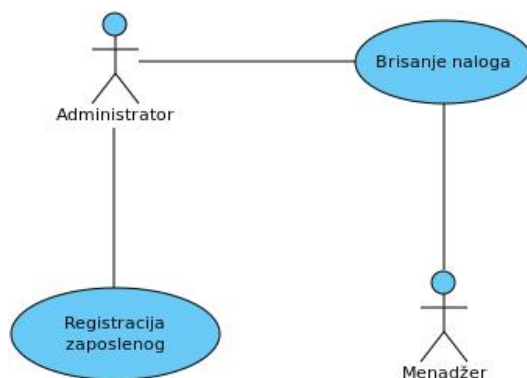 Brisanje naloga
Administrator
Registracija
zaposlenog
Menadžer